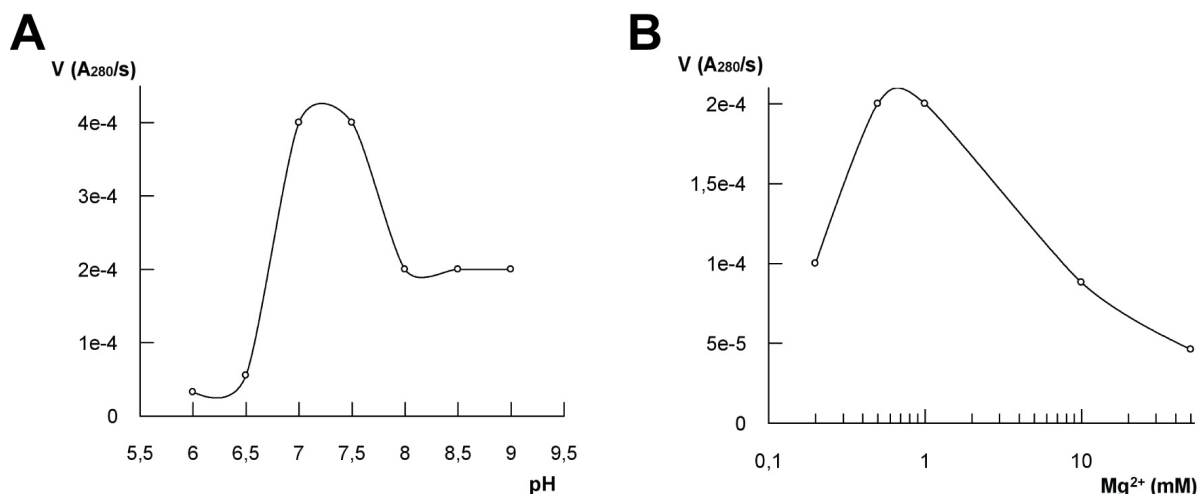 A
V (A₂₈₀/s)
4e-4
3e-4
2e-4
1e-4
0
5,5 6 6,5 7 7,5 8 8,5 9 9,5
pH
B
V (A₂₈₀/s)
2e-4
1,5e-4
1e-4
5e-5
0
0,1 1 10
Mg²⁺ (mM)